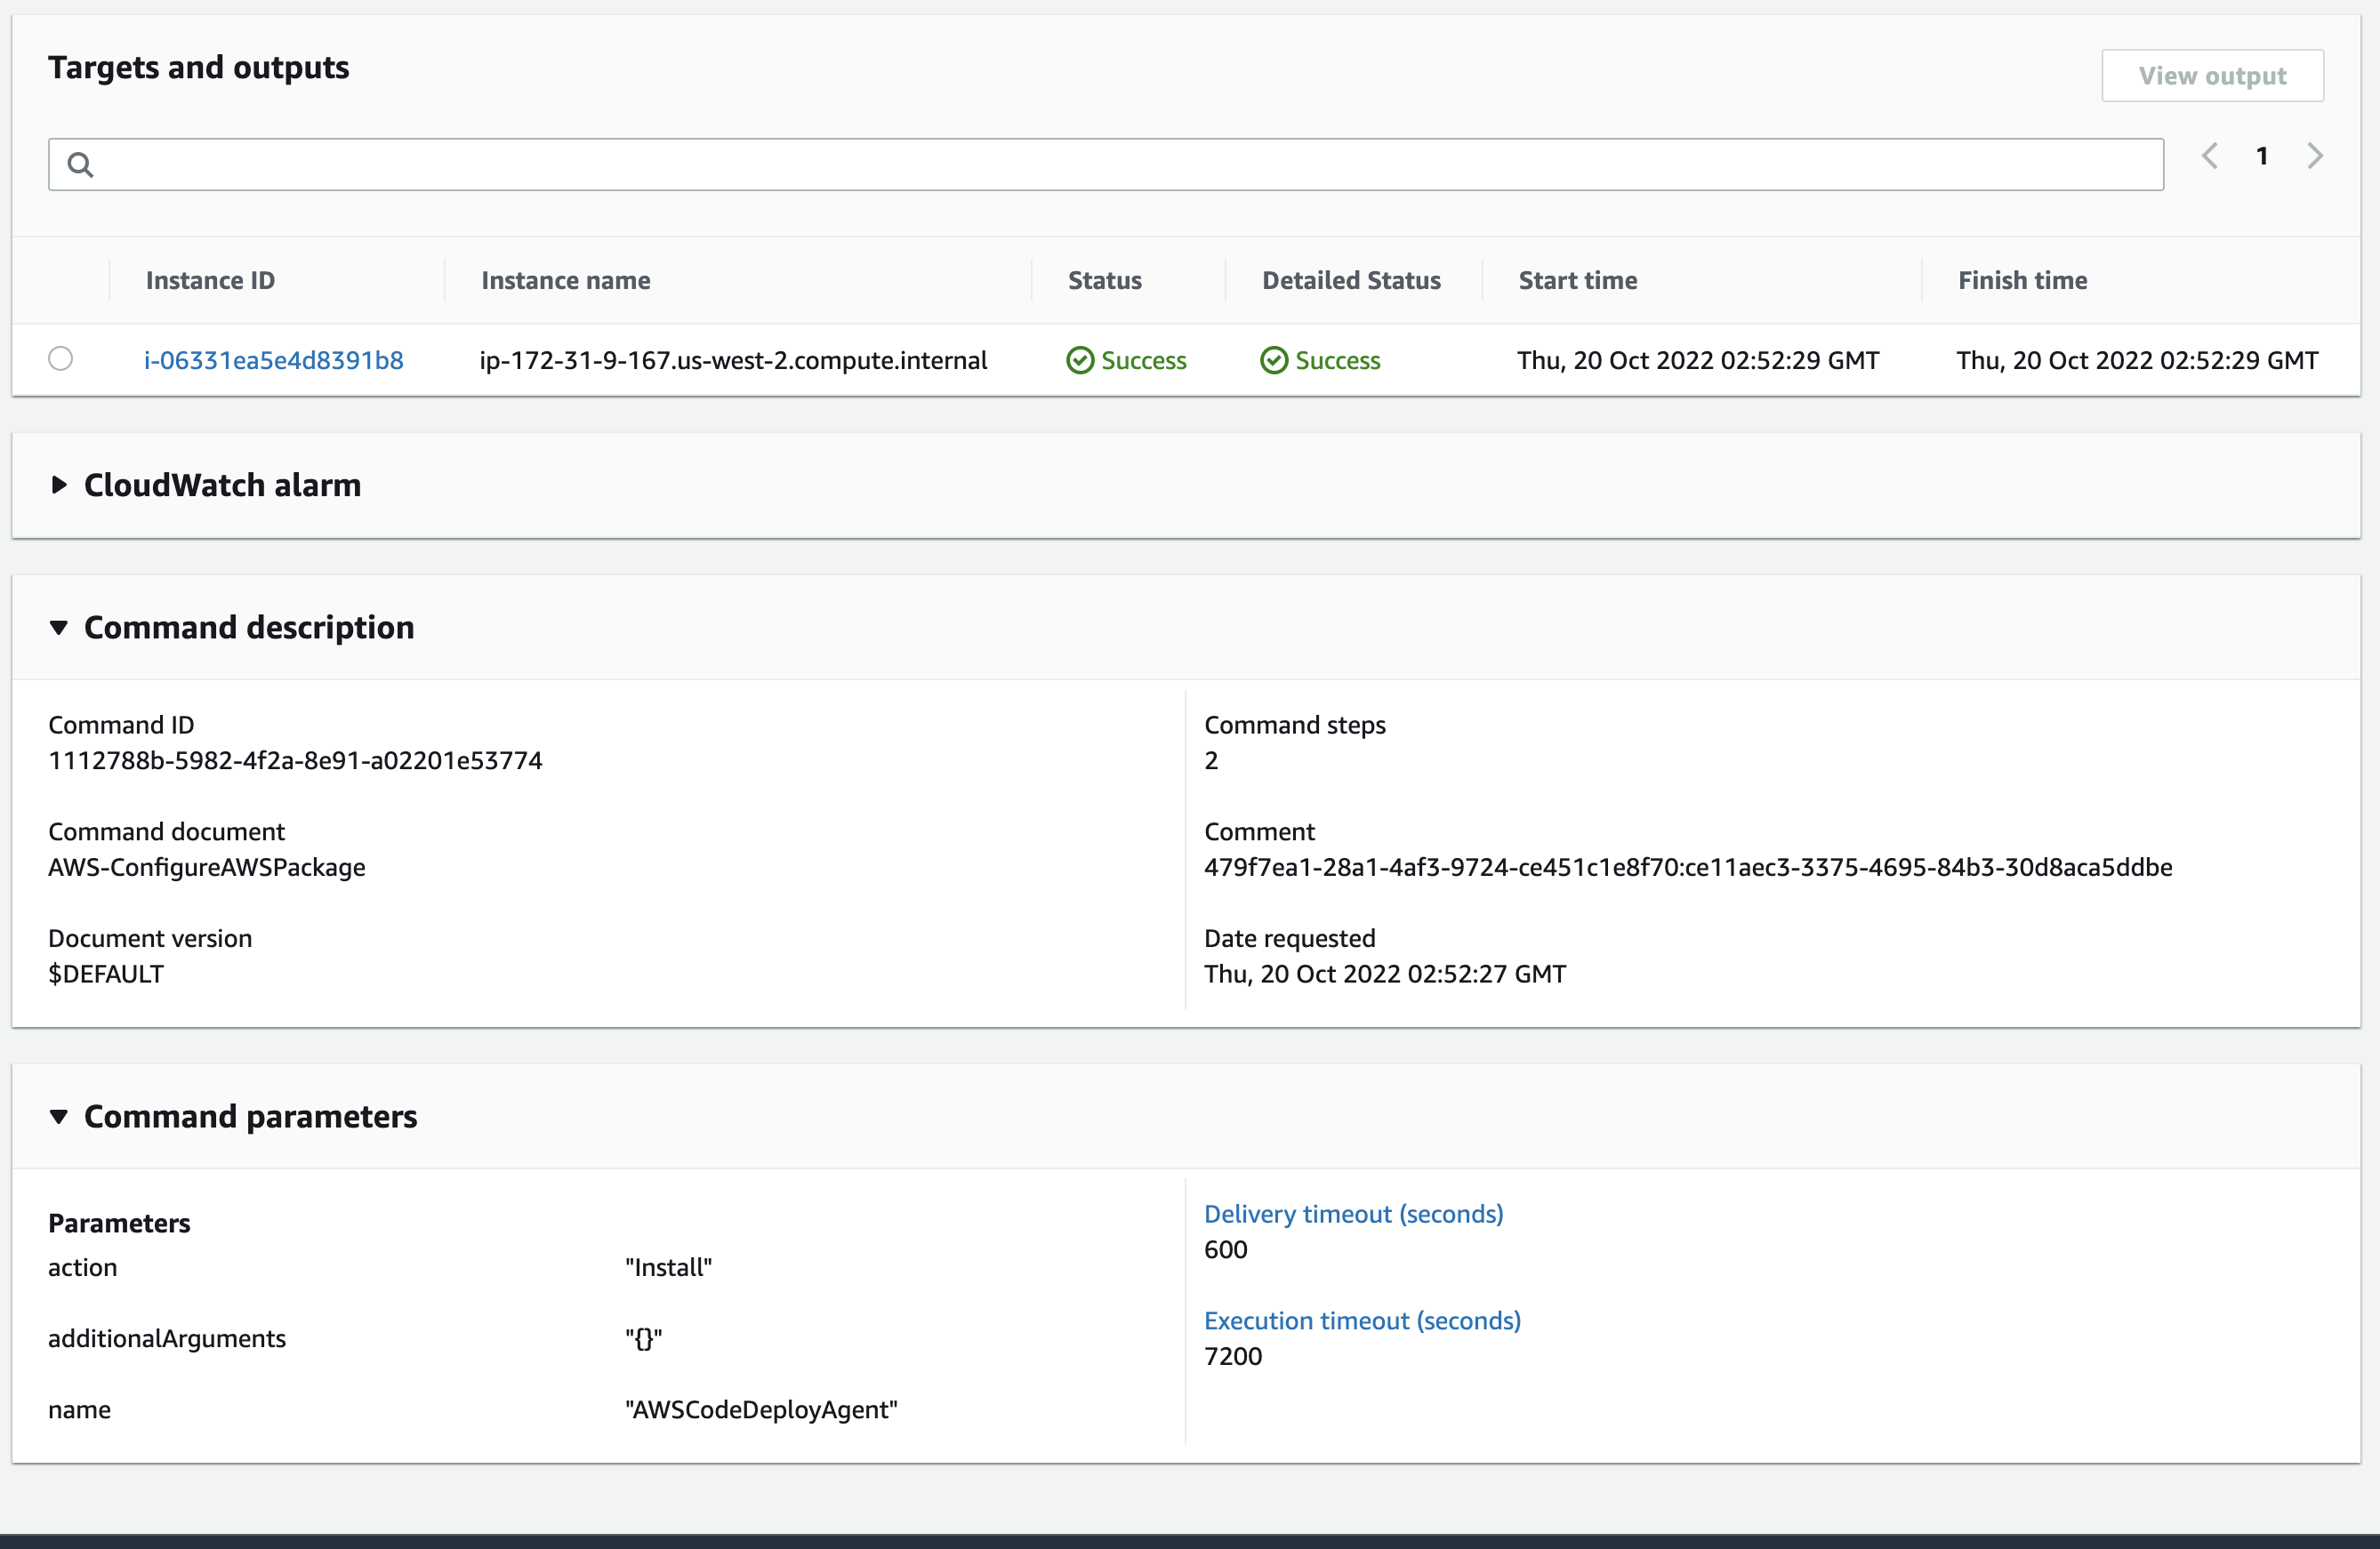 Targets and outputs
View output
1
Instance ID Instance name Status Detailed Status Start time Finish time
i-06331ea5e4d8391b8 ip-172-31-9-167.us-west-2.compute.internal Success Success Thu, 20 Oct 2022 02:52:29 GMT Thu, 20 Oct 2022 02:52:29 GMT
CloudWatch alarm
Command description
Command ID
1112788b-5982-4f2a-8e91-a02201e53774
Command steps
2
Command document
AWS-ConfigureAWSPackage
Comment
479f7ea1-28a1-4af3-9724-ce451c1e8f70:ce11aec3-3375-4695-84b3-30d8aca5ddbe
Document version
$DEFAULT
Date requested
Thu, 20 Oct 2022 02:52:27 GMT
Command parameters
Parameters
action "Install"
additionalArguments "{}"
name "AWSCodeDeployAgent"
Delivery timeout (seconds)
600
Execution timeout (seconds)
7200